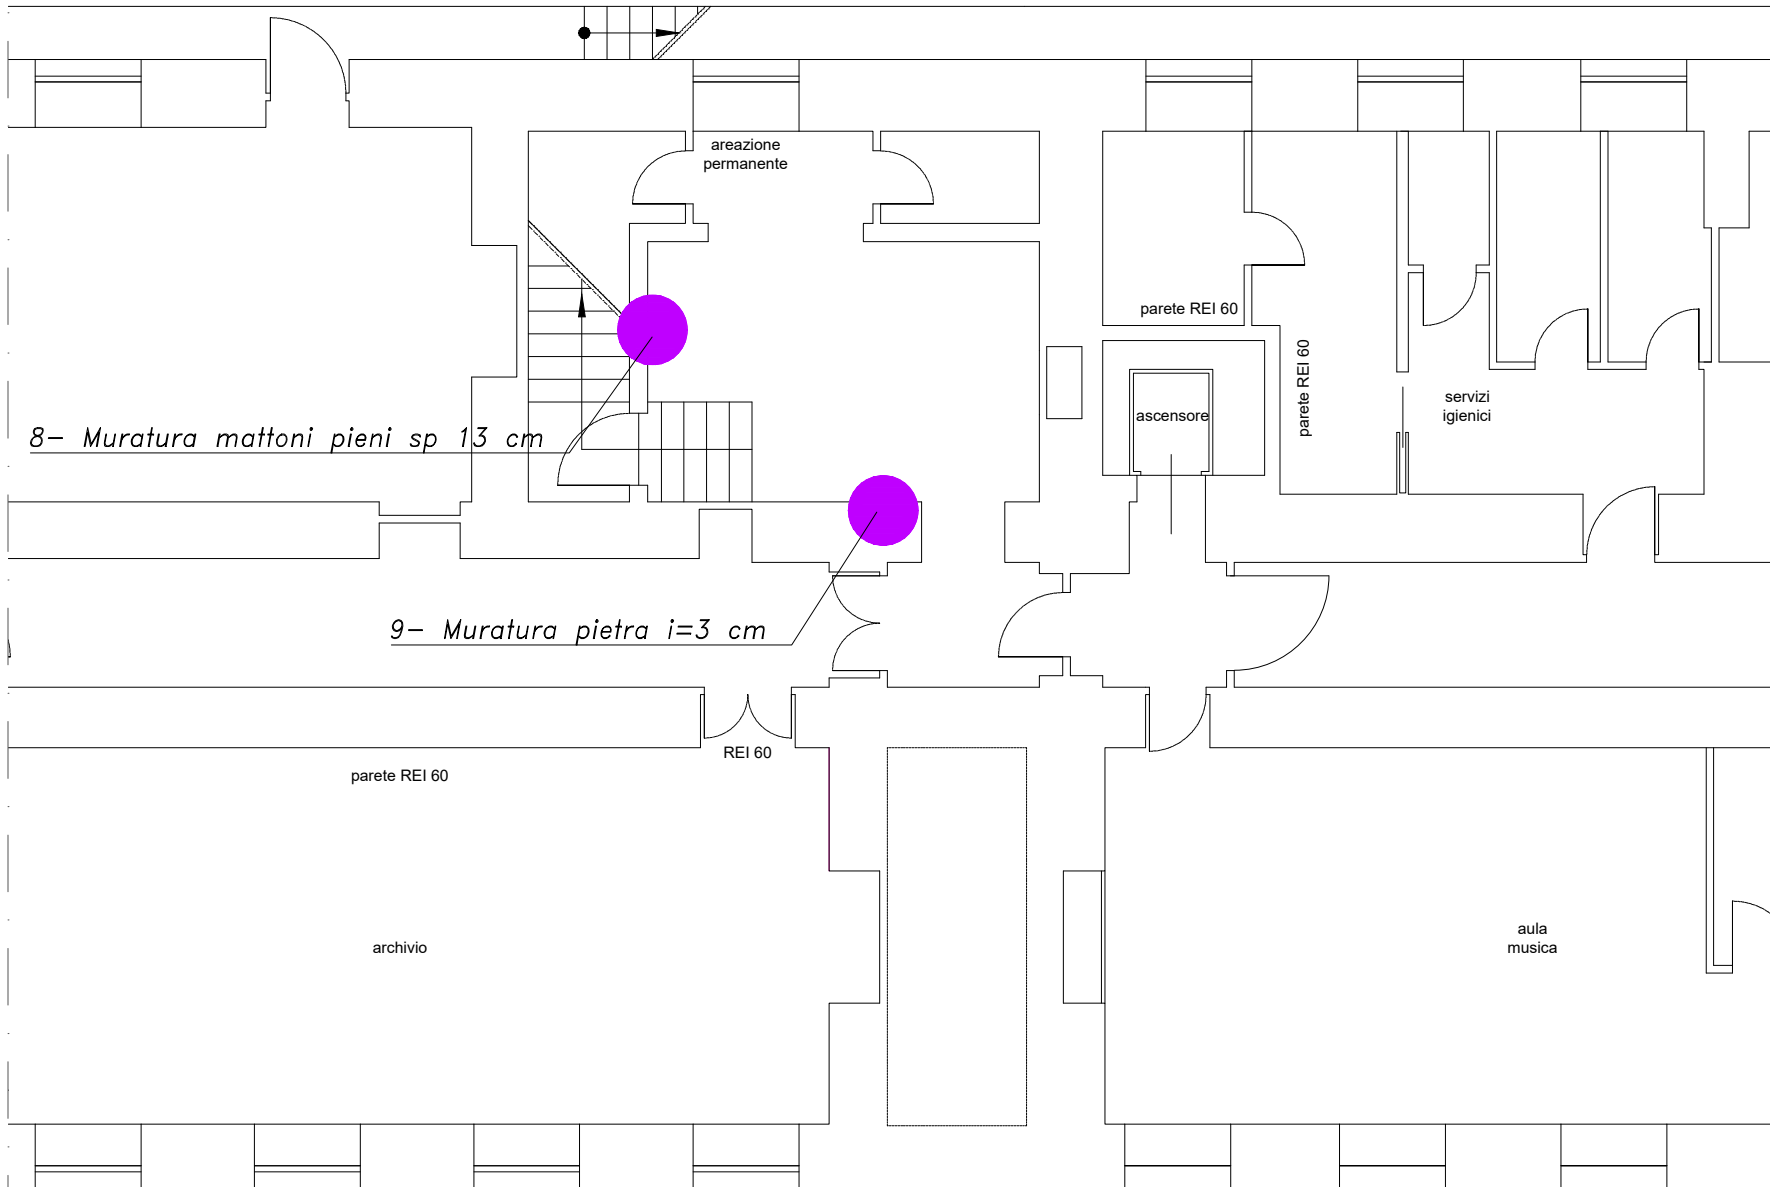 areazione
permanente
parete REI 60
parete REI 60
servizi
igienici
ascensore
8- Muratura mattoni pieni sp 13 cm
9- Muratura pietra i=3 cm
REI 60
parete REI 60
archivio
aula
musica